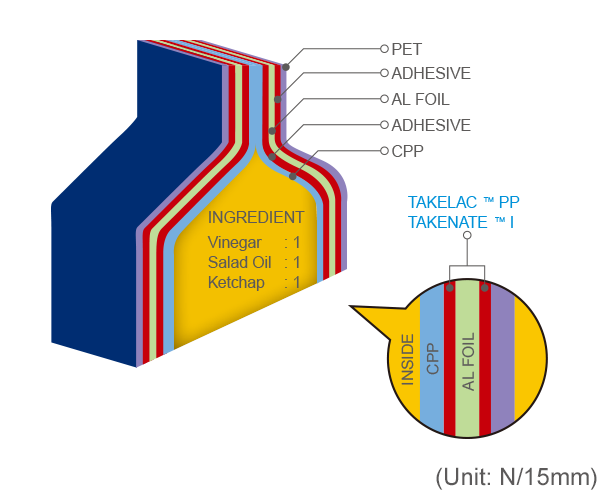 PET
ADHESIVE
AL FOIL
ADHESIVE
CPP
INGREDIENT
Vinegar : 1
Salad Oil : 1
Ketchap : 1
TAKELAC ™ PP
TAKENATE ™ I
INSIDE
CPP
AL FOIL
(Unit: N/15mm)